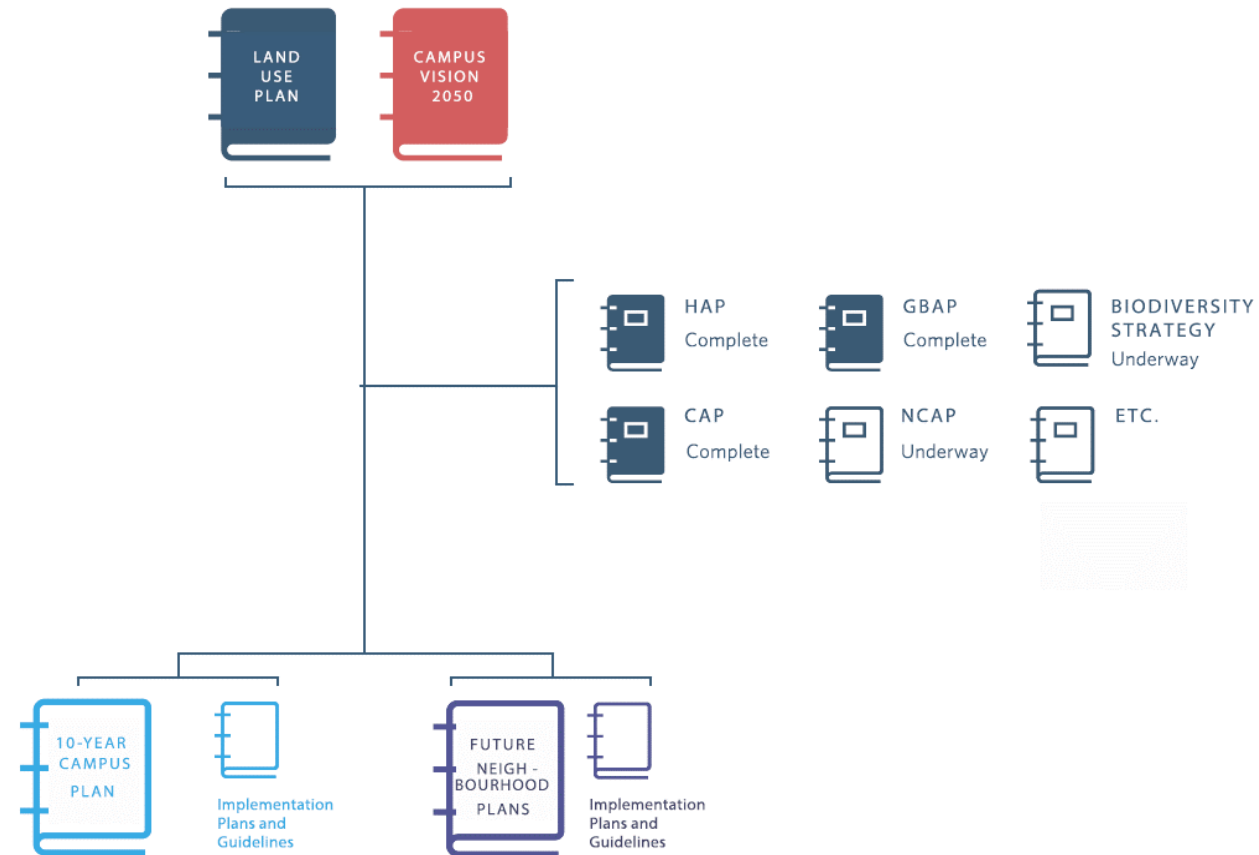 LAND
USE
PLAN
CAMPUS
VISION
2050
HAP
Complete
GBAP
Complete
BIODIVERSITY
STRATEGY
Underway
CAP
Complete
NCAP
Underway
ETC.
10-YEAR
CAMPUS
PLAN
Implementation
Plans and
Guidelines
FUTURE
NEIGH -
BOURHOOD
PLANS
Implementation
Plans and
Guidelines